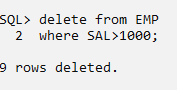 SQL> delete from EMP
2 where SAL>1000;
9 rows deleted.